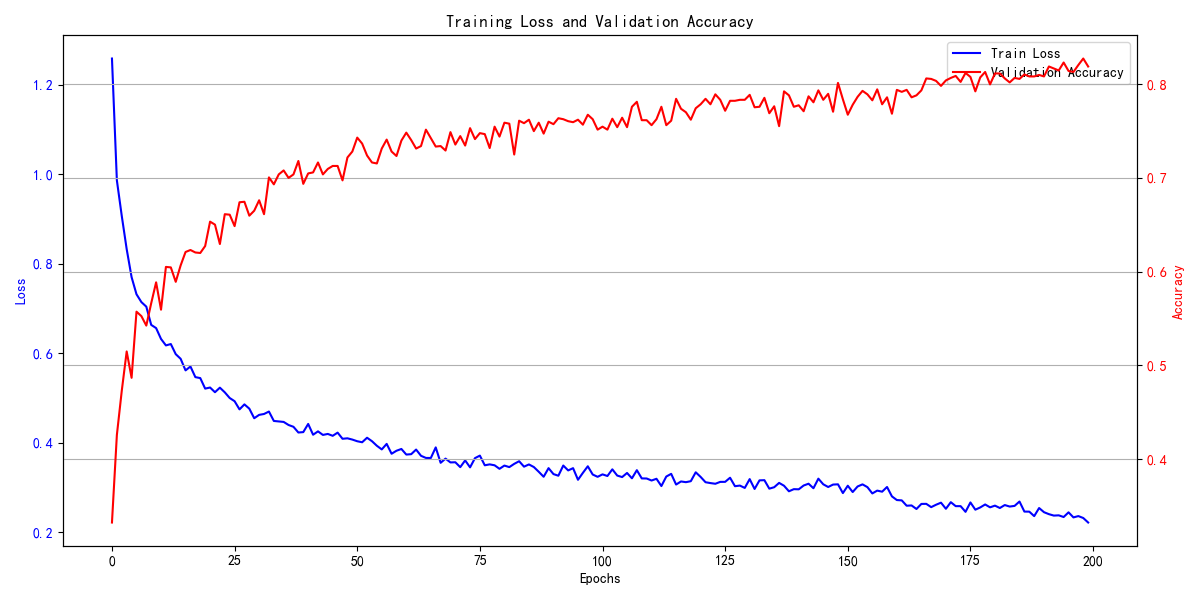 Training Loss and Validation Accuracy
Train Loss
Validation Accuracy
1.2
1.0
0.8
0.6
0.4
0.2
Loss
0.8
0.7
0.6
0.5
0.4
Accuracy
0 25 50 75 100 125 150 175 200
Epochs